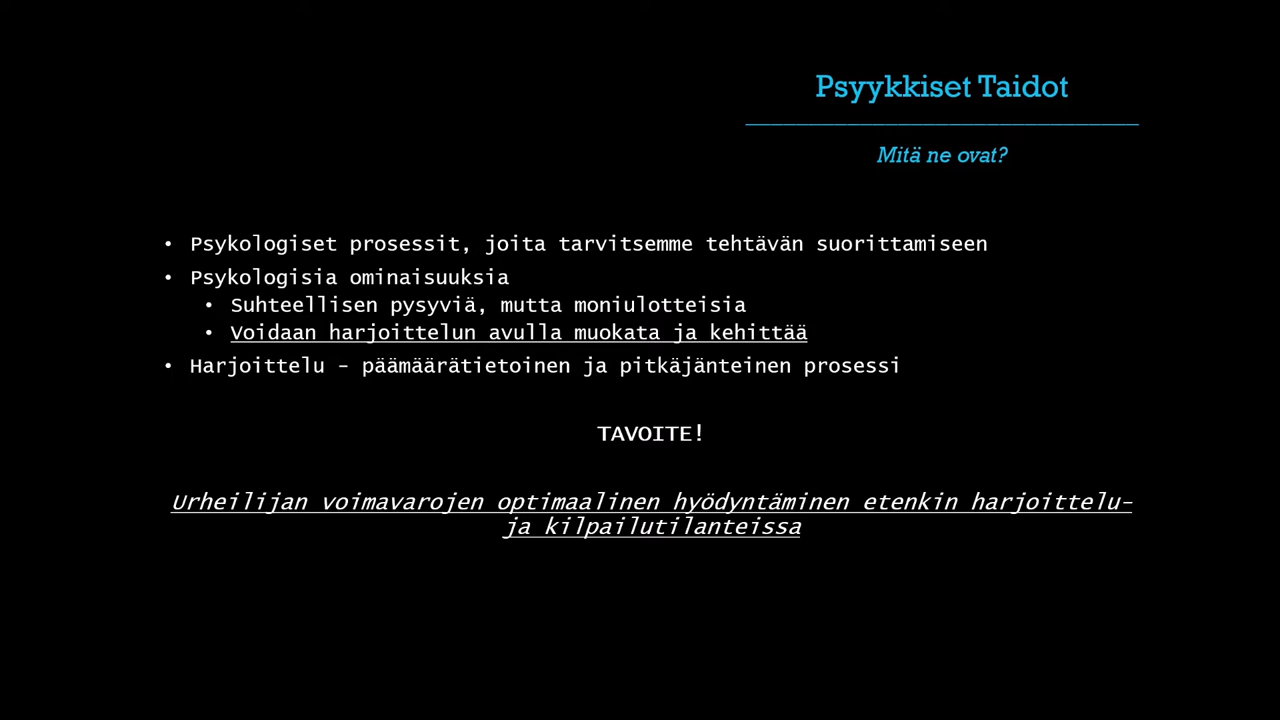 Psyykkiset Taidot
Mitä ne ovat?
• Psykologiset prosessit, joita tarvitsemme tehtävän suorittamiseen
• Psykologisia ominaisuuksia
• Suhteellisen pysyviä, mutta moniulotteisia
• Voidaan harjoittelun avulla muokata ja kehittää
• Harjoittelu – päämäärätietoinen ja pitkäjänteinen prosessi
TAVOITE!
Urheilijan voimavarojen optimaalinen hyödyntäminen etenkin harjoittelu-
ja kilpailutilanteissa